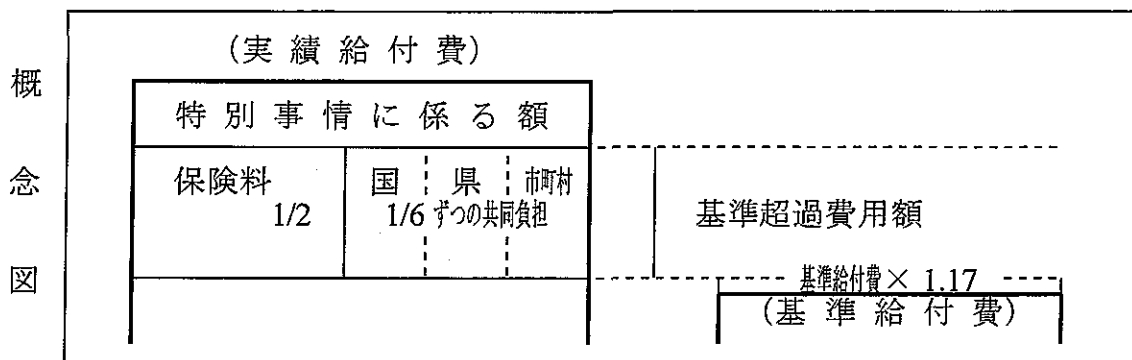 概念図
(実績給付費)
特別事情に係る額
保険料
1/2
国 県 市町村
1/6 ずつの共同負担
基準超過費用額
基準給付費× 1.17
(基準給付費)